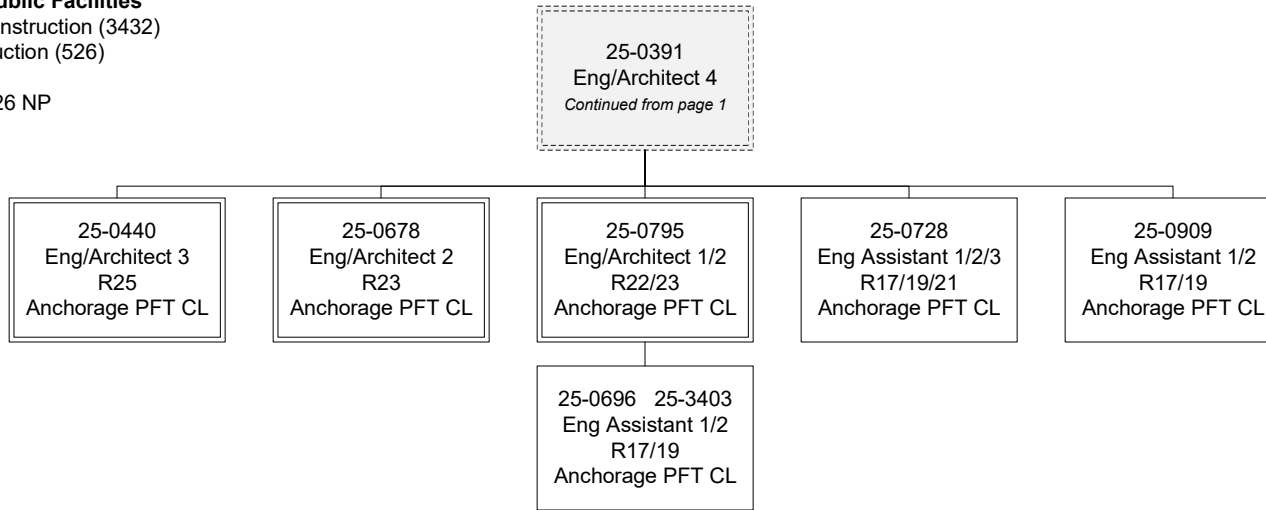 ublic Facilities
nstruction (3432)
uction (526)
26 NP
25-0391
Eng/Architect 4
Continued from page 1
25-0440
Eng/Architect 3
R25
Anchorage PFT CL
25-0678
Eng/Architect 2
R23
Anchorage PFT CL
25-0795
Eng/Architect 1/2
R22/23
Anchorage PFT CL
25-0728
Eng Assistant 1/2/3
R17/19/21
Anchorage PFT CL
25-0909
Eng Assistant 1/2
R17/19
Anchorage PFT CL
25-0696 25-3403
Eng Assistant 1/2
R17/19
Anchorage PFT CL